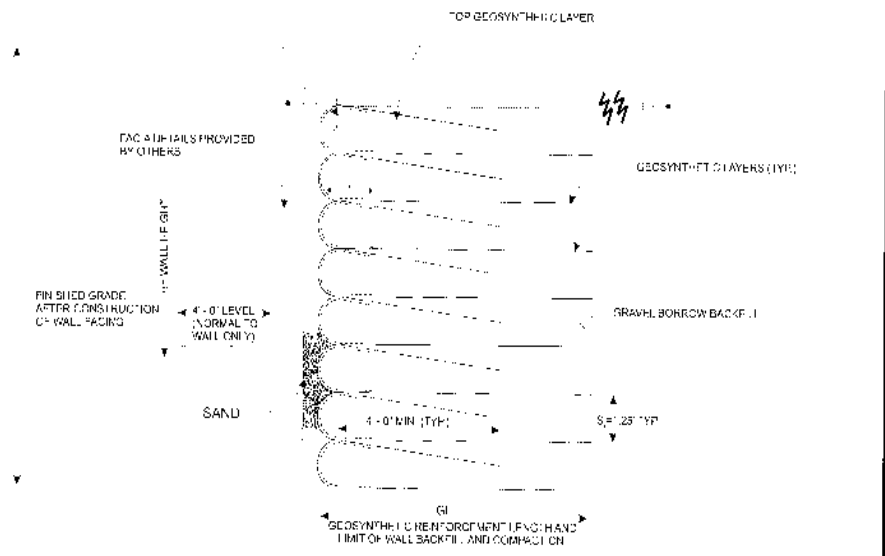 TOP GEOSYNTHETIC LAYER
FACIA DETAILS PROVIDED
BY OTHERS
GEOSYNTHETIC LAYERS (TYP.)
H= WALL HEIGHT
FINISHED GRADE
AFTER CONSTRUCTION
OF WALL FACING
4' - 0" LEVEL
(NORMAL TO
WALL ONLY)
GRAVEL BORROW BACKFILL
SAND
4' - 0" MIN. (TYP.)
=1.25' TYP.
GEOSYNTHETIC REINFORCEMENT LENGTH AND
LIMIT OF WALL BACKFILL AND COMPACTION